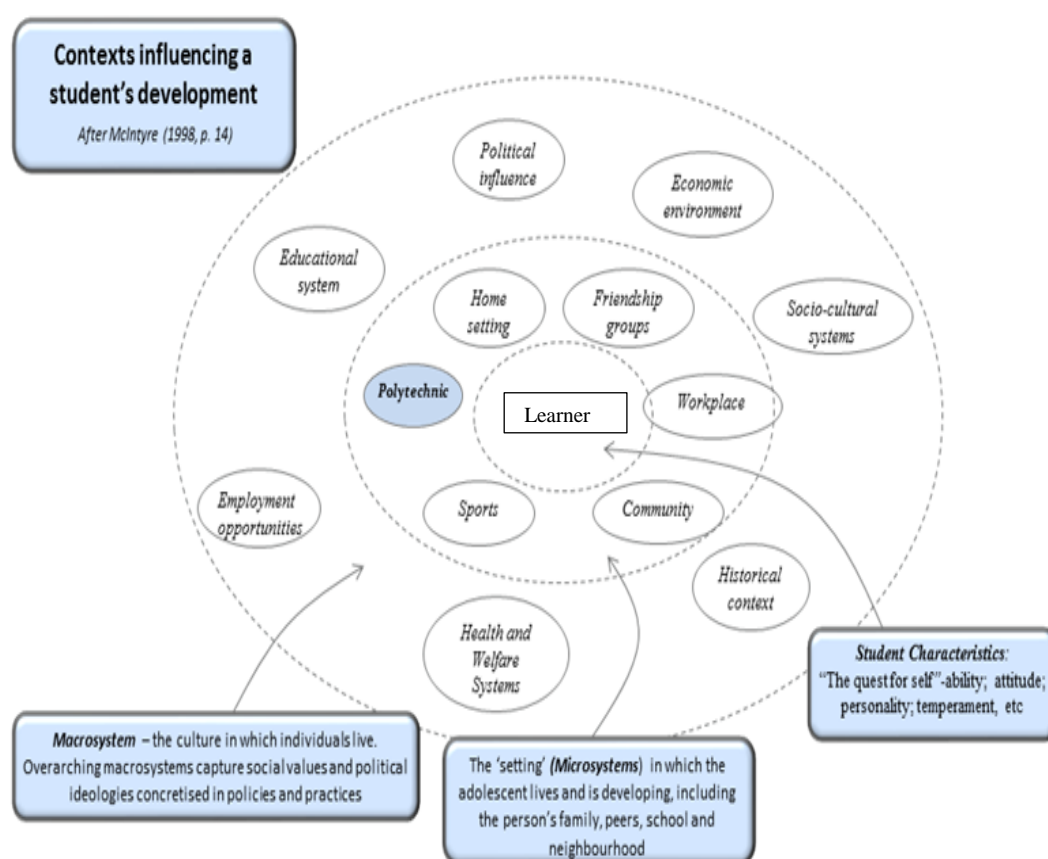 Contexts influencing a
student's development
After McIntyre (1998, p. 14)
Political
influence
Economic
environment
Educational
system
Home
setting
Friendship
groups
Socio-cultural
systems
Polytechnic
Learner
Workplace
Employment
opportunities
Sports
Community
Historical
context
Health and
Welfare
Systems
Student Characteristics:
"The quest for self"-ability; attitude;
personality; temperament, etc
Macrosystem – the culture in which individuals live.
Overarching macrosystems capture social values and political
ideologies concretised in policies and practices
The 'setting' (Microsystems) in which the
adolescent lives and is developing, including
the person's family, peers, school and
neighbourhood